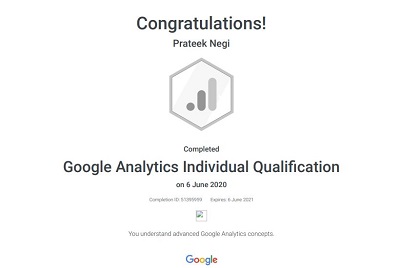 Congratulations!
Prateek Negi
Completed
Google Analytics Individual Qualification
on 6 June 2020
Completion ID: 51395950 Expires: 6 June 2021
You understand advanced Google Analytics concepts.
Google